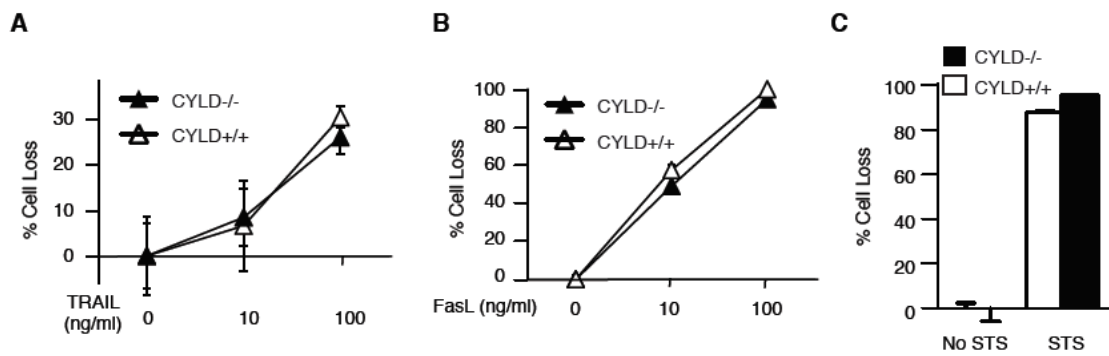 A
CYLD-/-
CYLD+/+
% Cell Loss
30
20
10
0
TRAIL
(ng/ml)
0 10 100
B
CYLD-/-
CYLD+/+
% Cell Loss
100
80
60
40
20
0
FasL (ng/ml)
0 10 100
C
CYLD-/-
CYLD+/+
% Cell Loss
100
80
60
40
20
0
No STS STS